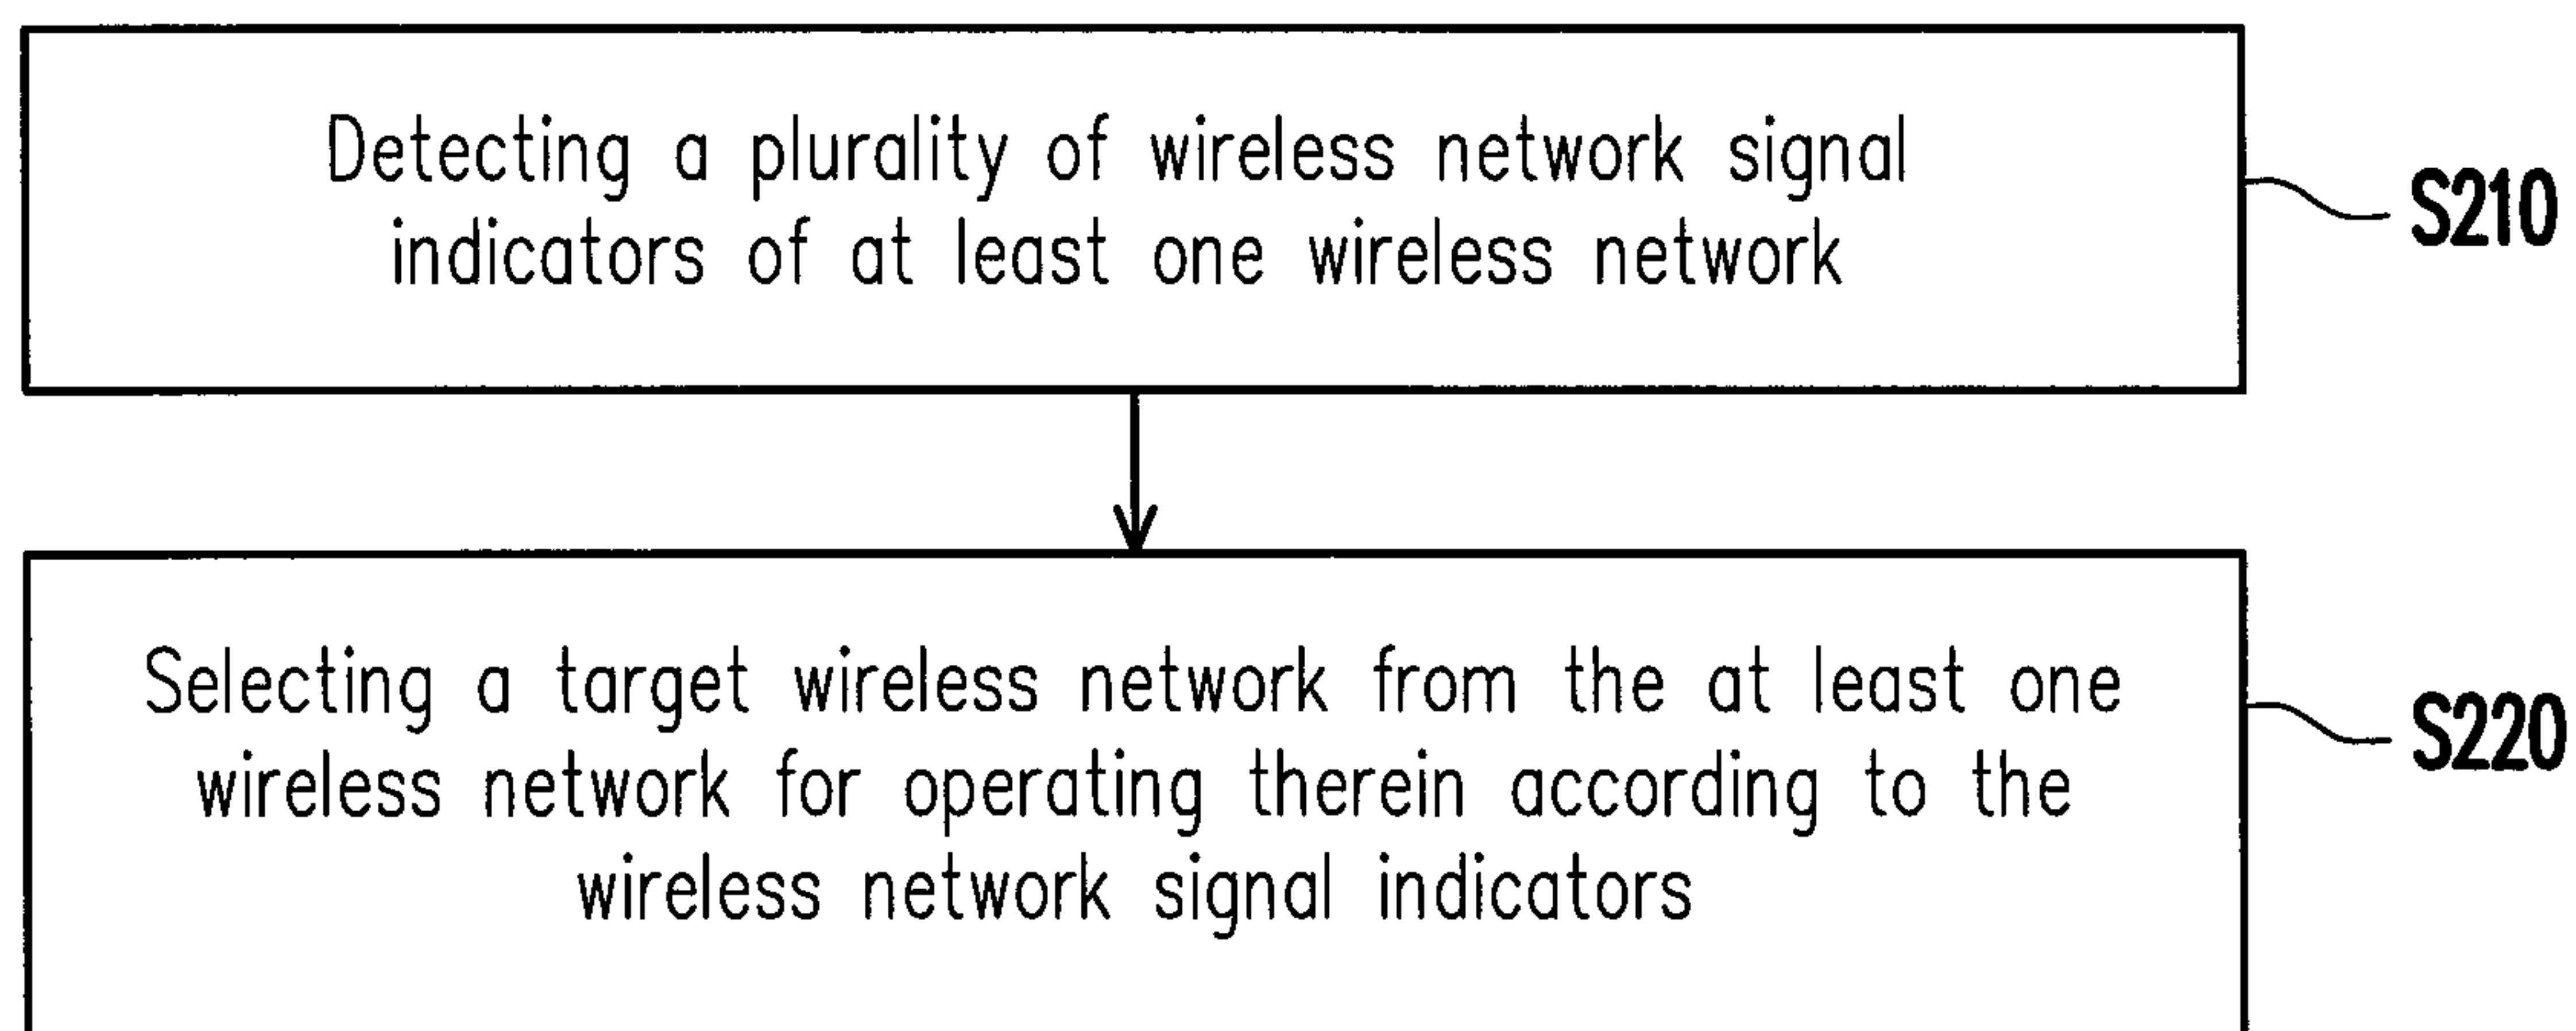 Detecting a plurality of wireless network signal
indicators of at least one wireless network
S210
Selecting a target wireless network from the at least one
wireless network for operating therein according to the
wireless network signal indicators
S220